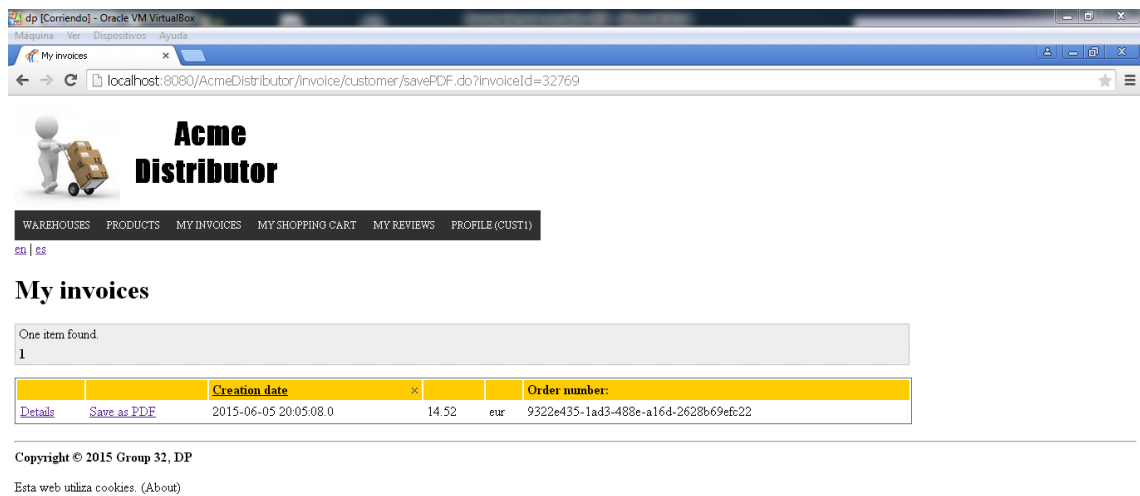 dp [Corriendo] - Oracle VM VirtualBox
Máquina Ver Dispositivos Ayuda
My invoices
localhost:8080/AcmeDistributor/invoice/customer/savePDF.do?invoiceId=32769
Acme
Distributor
WAREHOUSES PRODUCTS MY INVOICES MY SHOPPING CART MY REVIEWS PROFILE (CUST1)
en | es
My invoices
One item found.
1
Creation date Order number:
Details Save as PDF 2015-06-05 20:05:08.0 14.52 eur 9322e435-1ad3-488e-a16d-2628b69efc22
Copyright © 2015 Group 32, DP
Esta web utiliza cookies. (About)